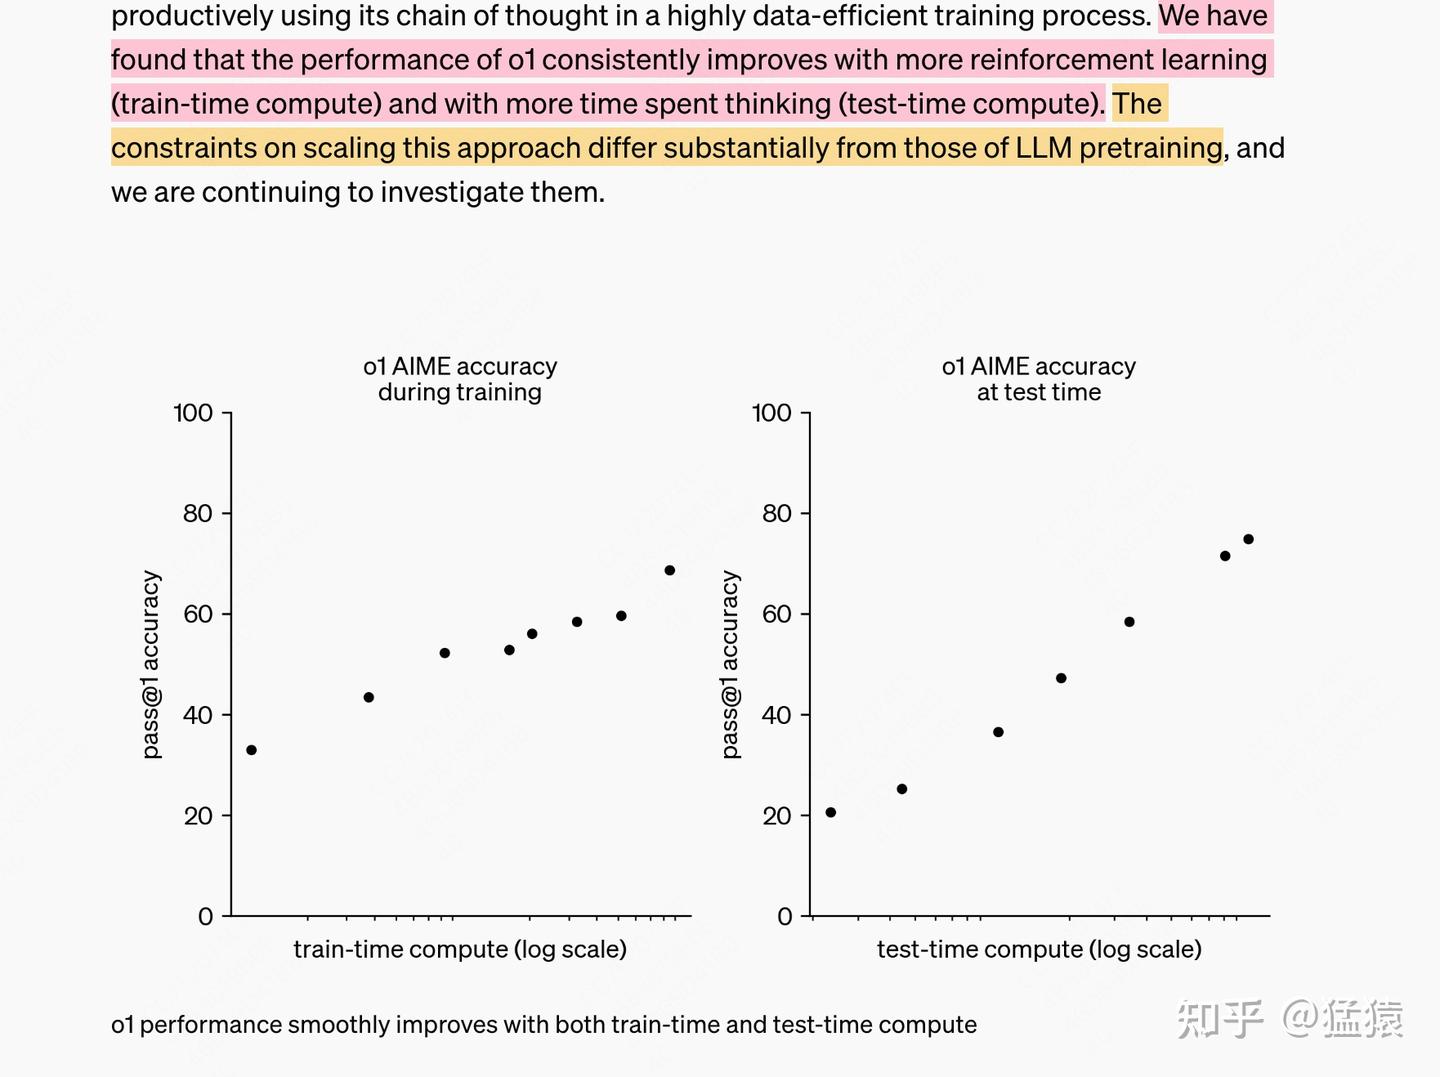 productively using its chain of thought in a highly data-efficient training process. We have
found that the performance of o1 consistently improves with more reinforcement learning
(train-time compute) and with more time spent thinking (test-time compute). The
constraints on scaling this approach differ substantially from those of LLM pretraining, and
we are continuing to investigate them.
o1 AIME accuracy
during training
100
80
60
40
20
0
pass@1 accuracy
train-time compute (log scale)
o1 AIME accuracy
at test time
100
80
60
40
20
0
pass@1 accuracy
test-time compute (log scale)
o1 performance smoothly improves with both train-time and test-time compute
知乎 @猛猿